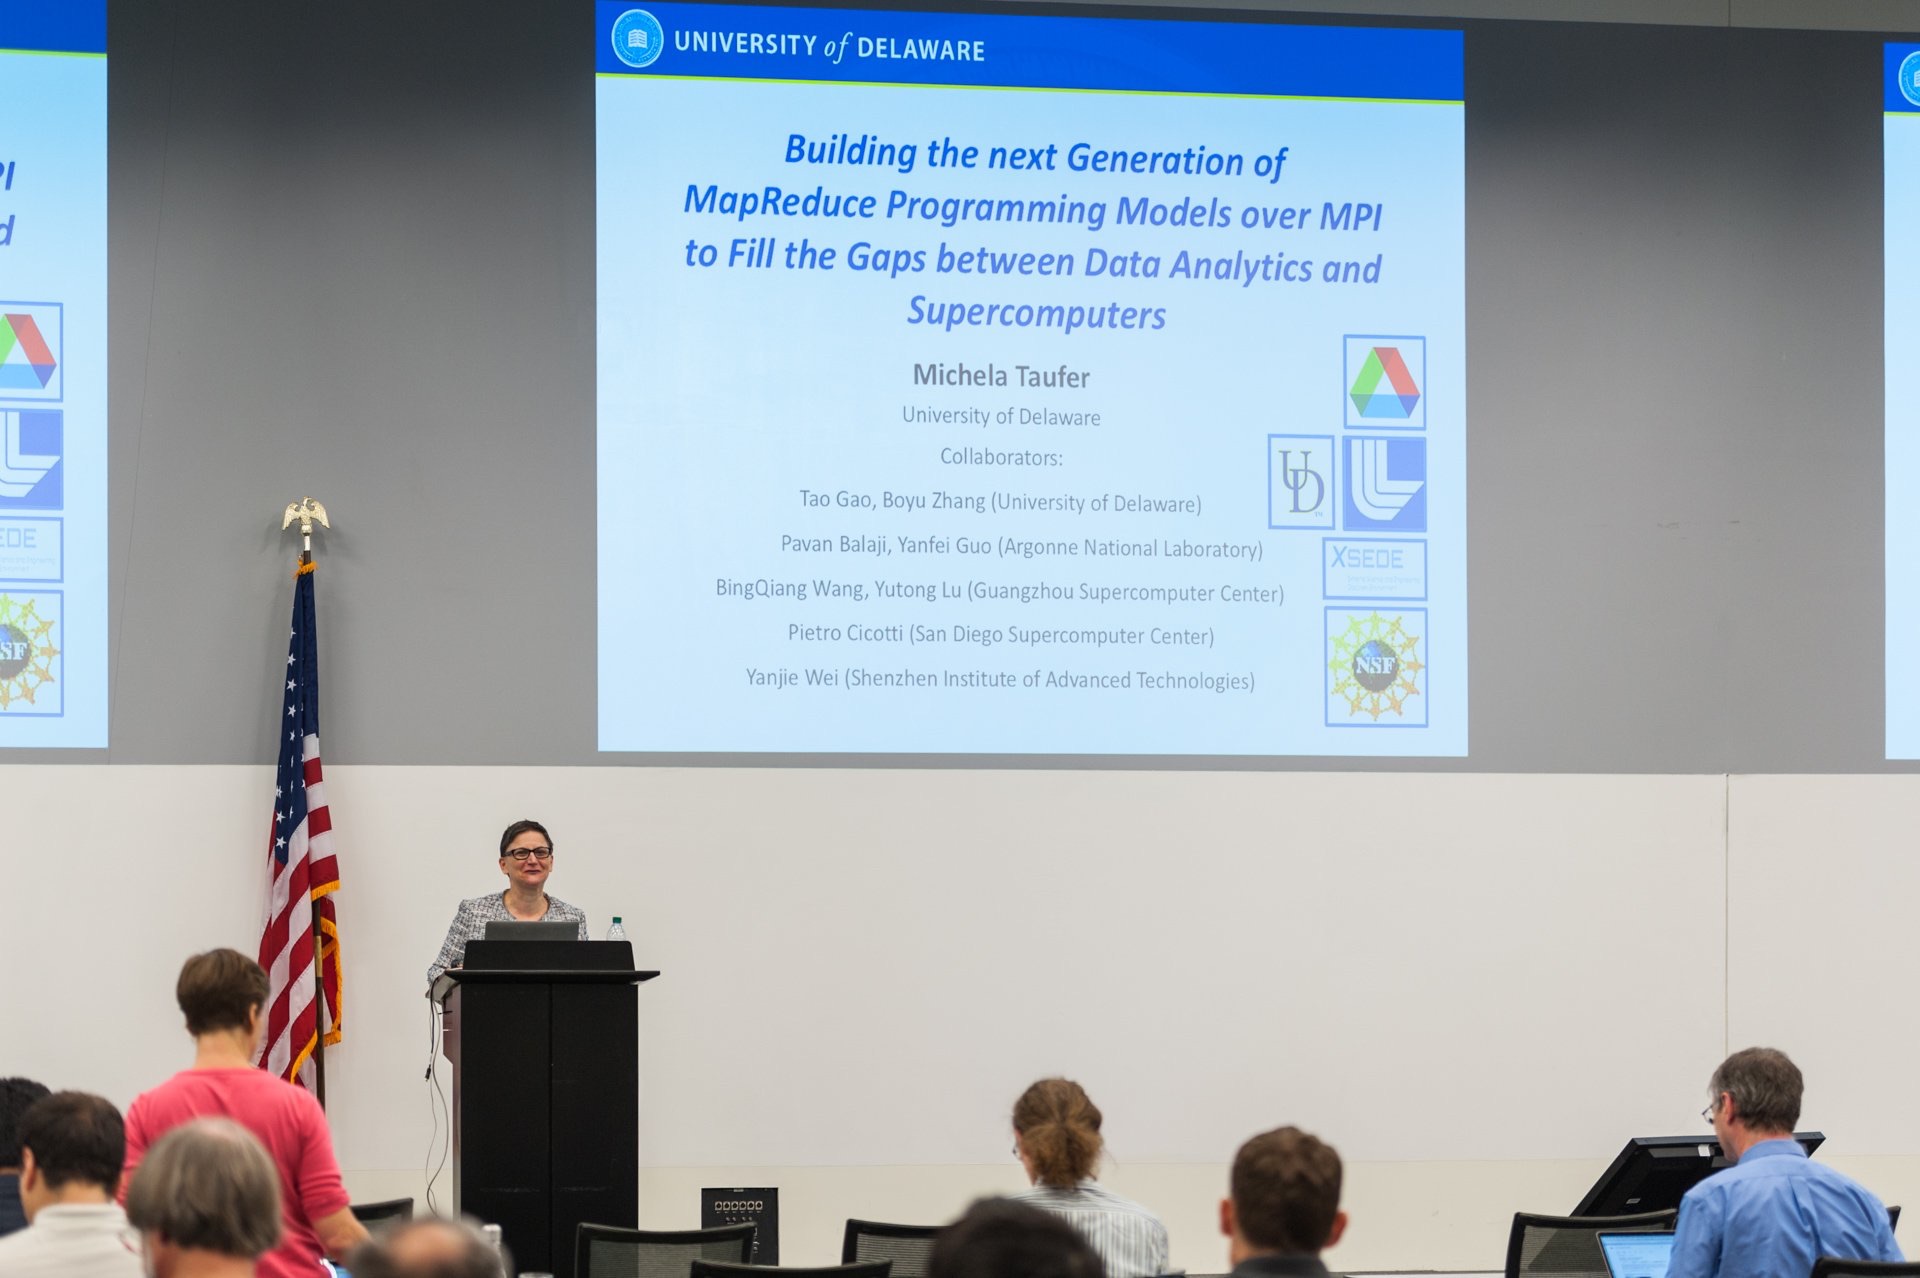 UNIVERSITY of DELAWARE
Building the next Generation of
MapReduce Programming Models over MPI
to Fill the Gaps between Data Analytics and
Supercomputers
Michela Taufer
University of Delaware
Collaborators:
Tao Gao, Boyu Zhang (University of Delaware)
Pavan Balaji, Yanfei Guo (Argonne National Laboratory)
BingQiang Wang, Yutong Lu (Guangzhou Supercomputer Center)
Pietro Cicotti (San Diego Supercomputer Center)
Yanjie Wei (Shenzhen Institute of Advanced Technologies)
UD
XSEDE
NSF